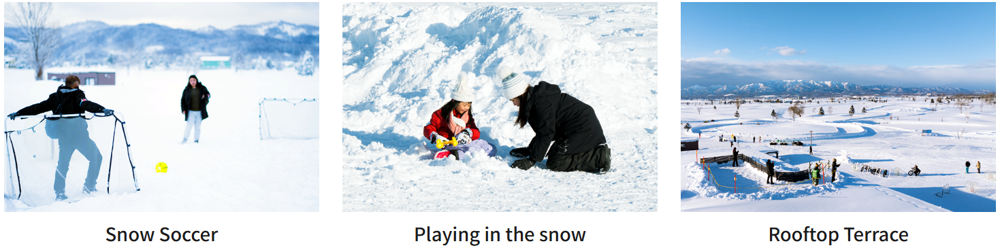 Snow Soccer
Playing in the snow
Rooftop Terrace